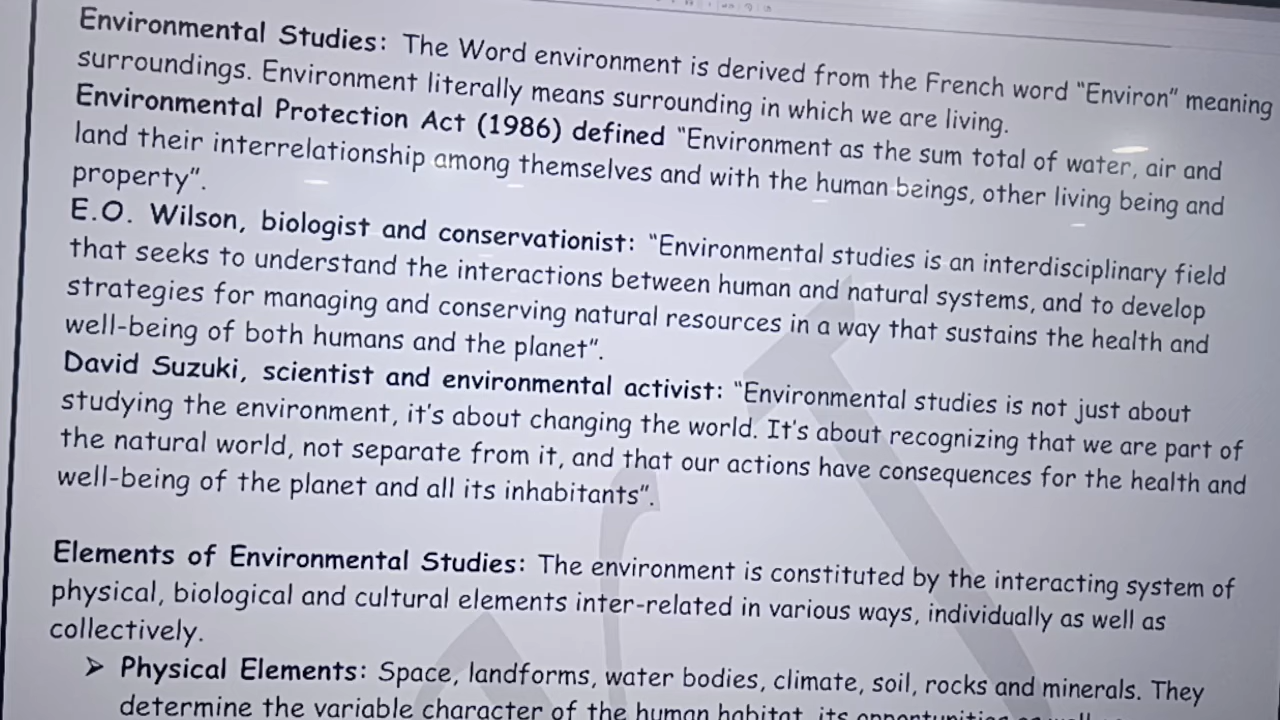 Environmental Studies: The Word environment is derived from the French word "Environ" meaning
surroundings. Environment literally means surrounding in which we are living.
Environmental Protection Act (1986) defined "Environment as the sum total of water, air and
land their interrelationship among themselves and with the human beings, other living being and
property".
E.O. Wilson, biologist and conservationist: "Environmental studies is an interdisciplinary field
that seeks to understand the interactions between human and natural systems, and to develop
strategies for managing and conserving natural resources in a way that sustains the health and
well-being of both humans and the planet".
David Suzuki, scientist and environmental activist: "Environmental studies is not just about
studying the environment, it's about changing the world. It's about recognizing that we are part of
the natural world, not separate from it, and that our actions have consequences for the health and
well-being of the planet and all its inhabitants".
Elements of Environmental Studies: The environment is constituted by the interacting system of
physical, biological and cultural elements inter-related in various ways, individually as well as
collectively.
➤ Physical Elements: Space, landforms, water bodies, climate, soil, rocks and minerals. They
determine the variable character of the human habitat, its